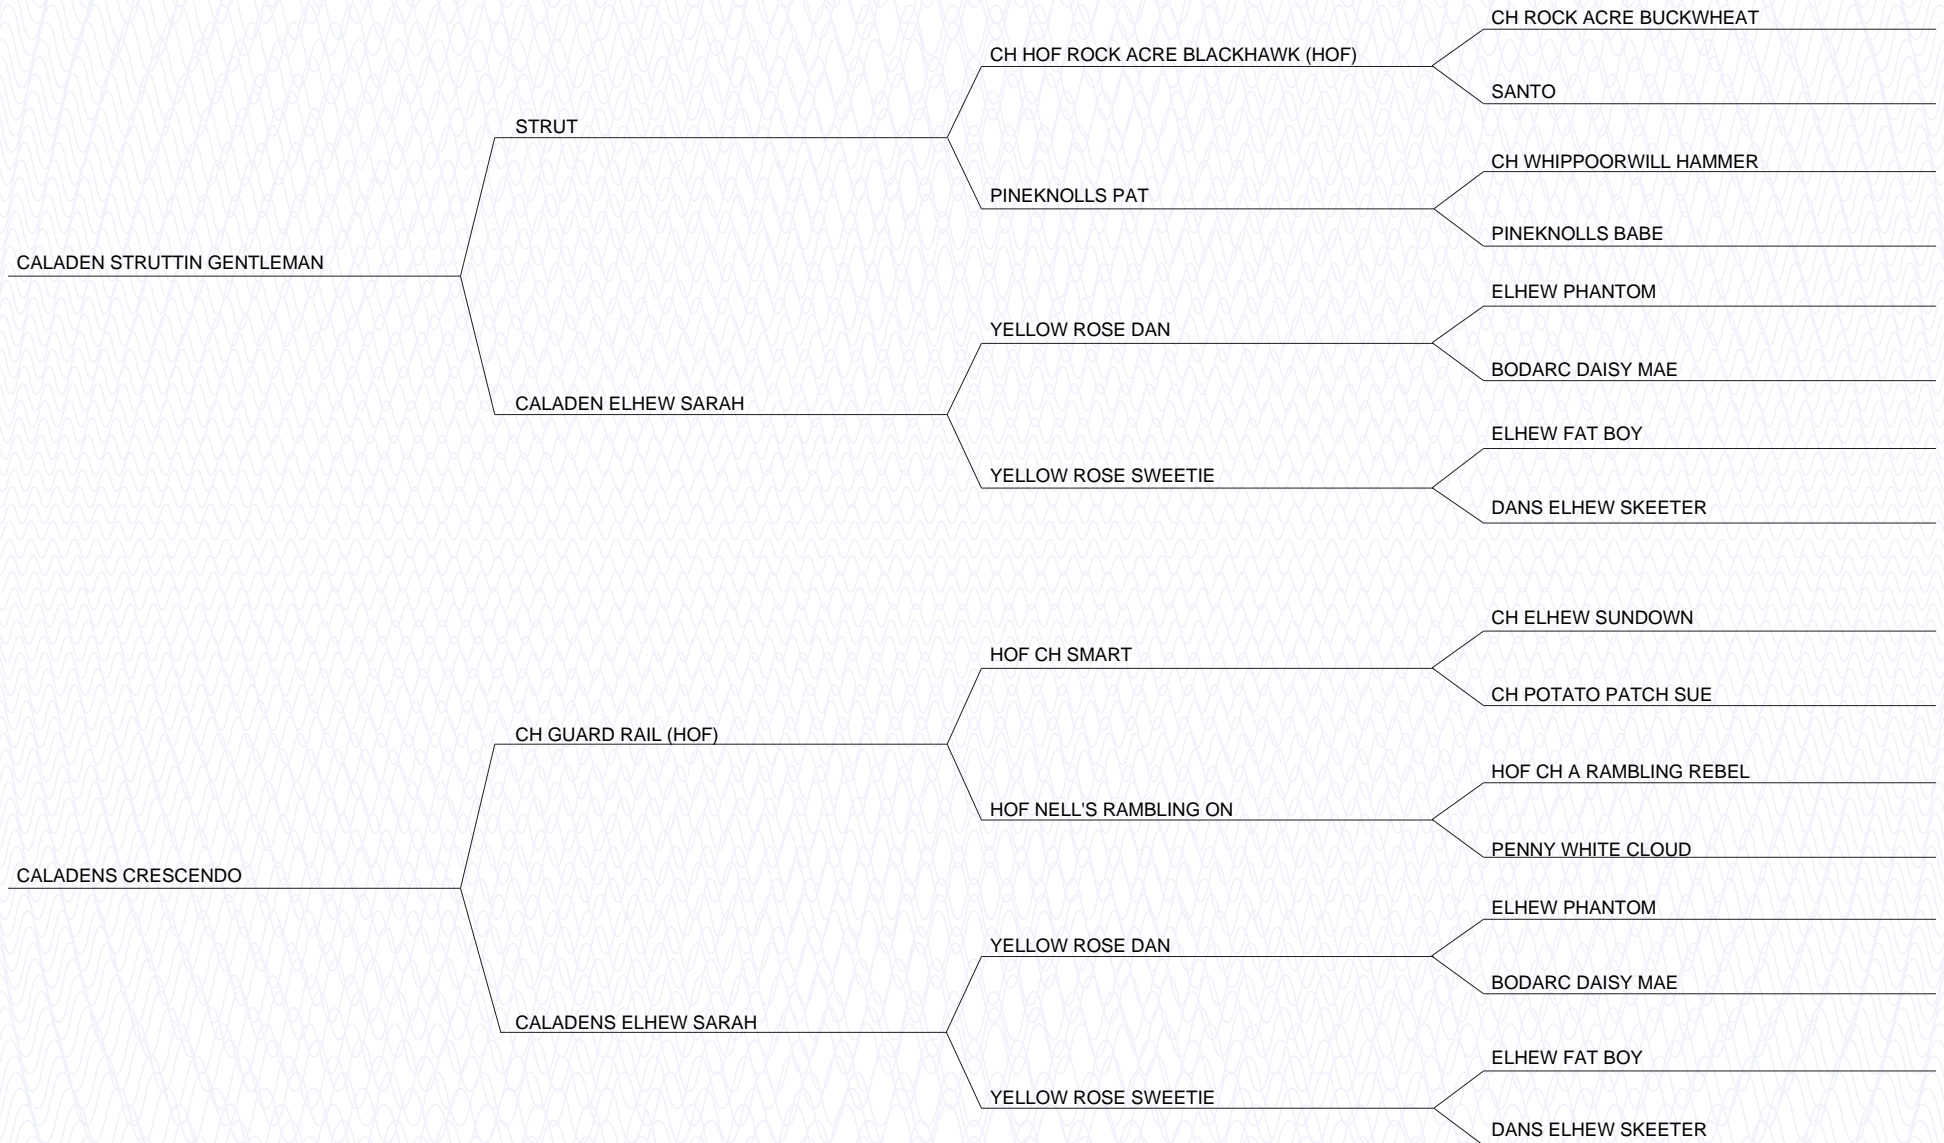 CH ROCK ACRE BUCKWHEAT
CH HOF ROCK ACRE BLACKHAWK (HOF)
SANTO
STRUT
CH WHIPPOORWILL HAMMER
PINEKNOLLS PAT
PINEKNOLLS BABE
CALADEN STRUTTIN GENTLEMAN
ELHEW PHANTOM
YELLOW ROSE DAN
BODARC DAISY MAE
CALADEN ELHEW SARAH
ELHEW FAT BOY
YELLOW ROSE SWEETIE
DANS ELHEW SKEETER
CH ELHEW SUNDOWN
HOF CH SMART
CH POTATO PATCH SUE
CH GUARD RAIL (HOF)
HOF CH A RAMBLING REBEL
HOF NELL'S RAMBLING ON
PENNY WHITE CLOUD
CALADENS CRESCENDO
ELHEW PHANTOM
YELLOW ROSE DAN
BODARC DAISY MAE
CALADENS ELHEW SARAH
ELHEW FAT BOY
YELLOW ROSE SWEETIE
DANS ELHEW SKEETER